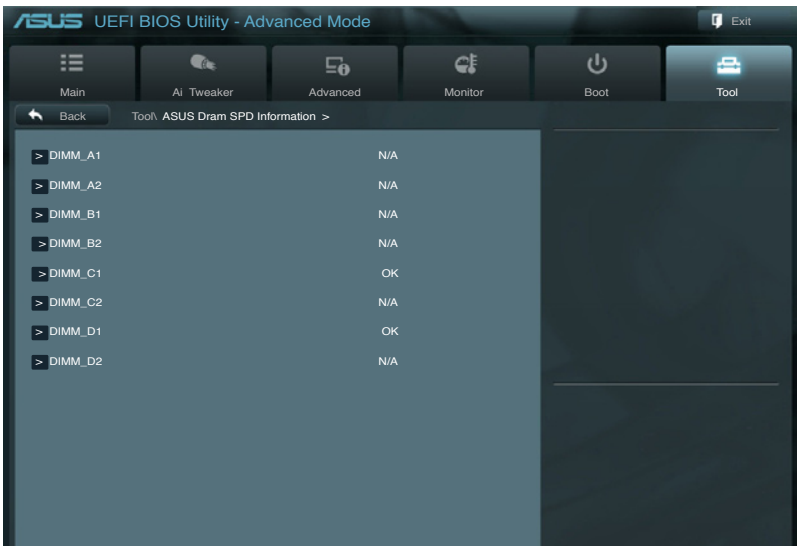 ASUS UEFI BIOS Utility - Advanced Mode
Exit
Main
Ai Tweaker
Advanced
Monitor
Boot
Tool
Back
Tool\ ASUS Dram SPD Information >
> DIMM_A1 N/A
> DIMM_A2 N/A
> DIMM_B1 N/A
> DIMM_B2 N/A
> DIMM_C1 OK
> DIMM_C2 N/A
> DIMM_D1 OK
> DIMM_D2 N/A